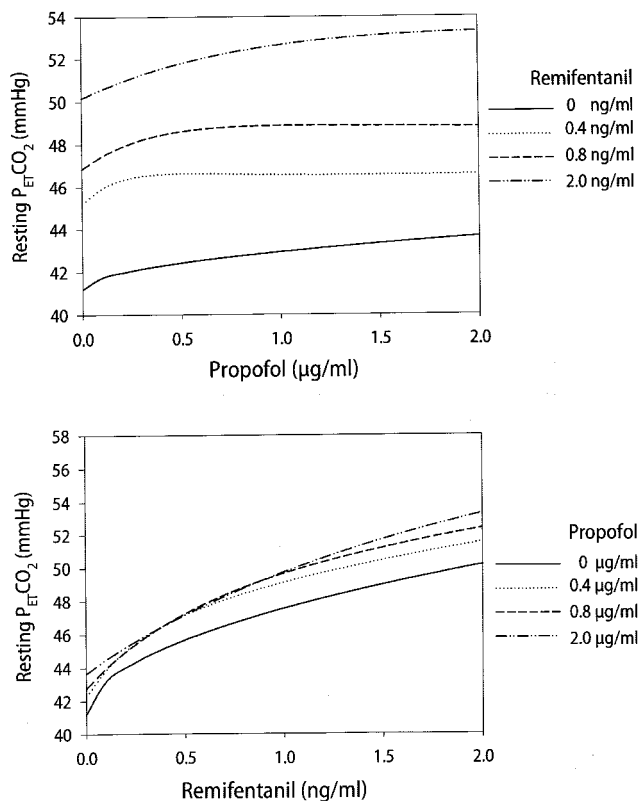 54
52
50
48
46
44
42
40
Resting PETCO2 (mmHg)
0.0 0.5 1.0 1.5 2.0
Propofol (µg/ml)
Remifentanil
0 ng/ml
0.4 ng/ml
0.8 ng/ml
2.0 ng/ml
58
56
54
52
50
48
46
44
42
40
Resting PETCO2 (mmHg)
0.0 0.5 1.0 1.5 2.0
Remifentanil (ng/ml)
Propofol
0 µg/ml
0.4 µg/ml
0.8 µg/ml
2.0 µg/ml